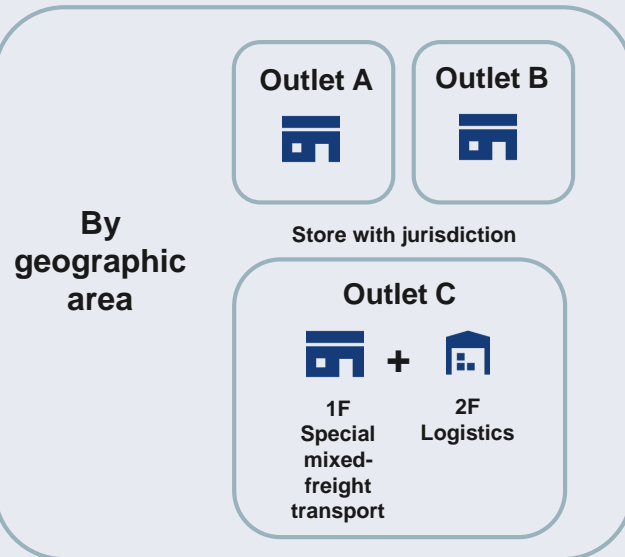 By
geographic
area
Outlet A
Outlet B
Store with jurisdiction
Outlet C
+
1F
Special
mixed-
freight
transport
2F
Logistics